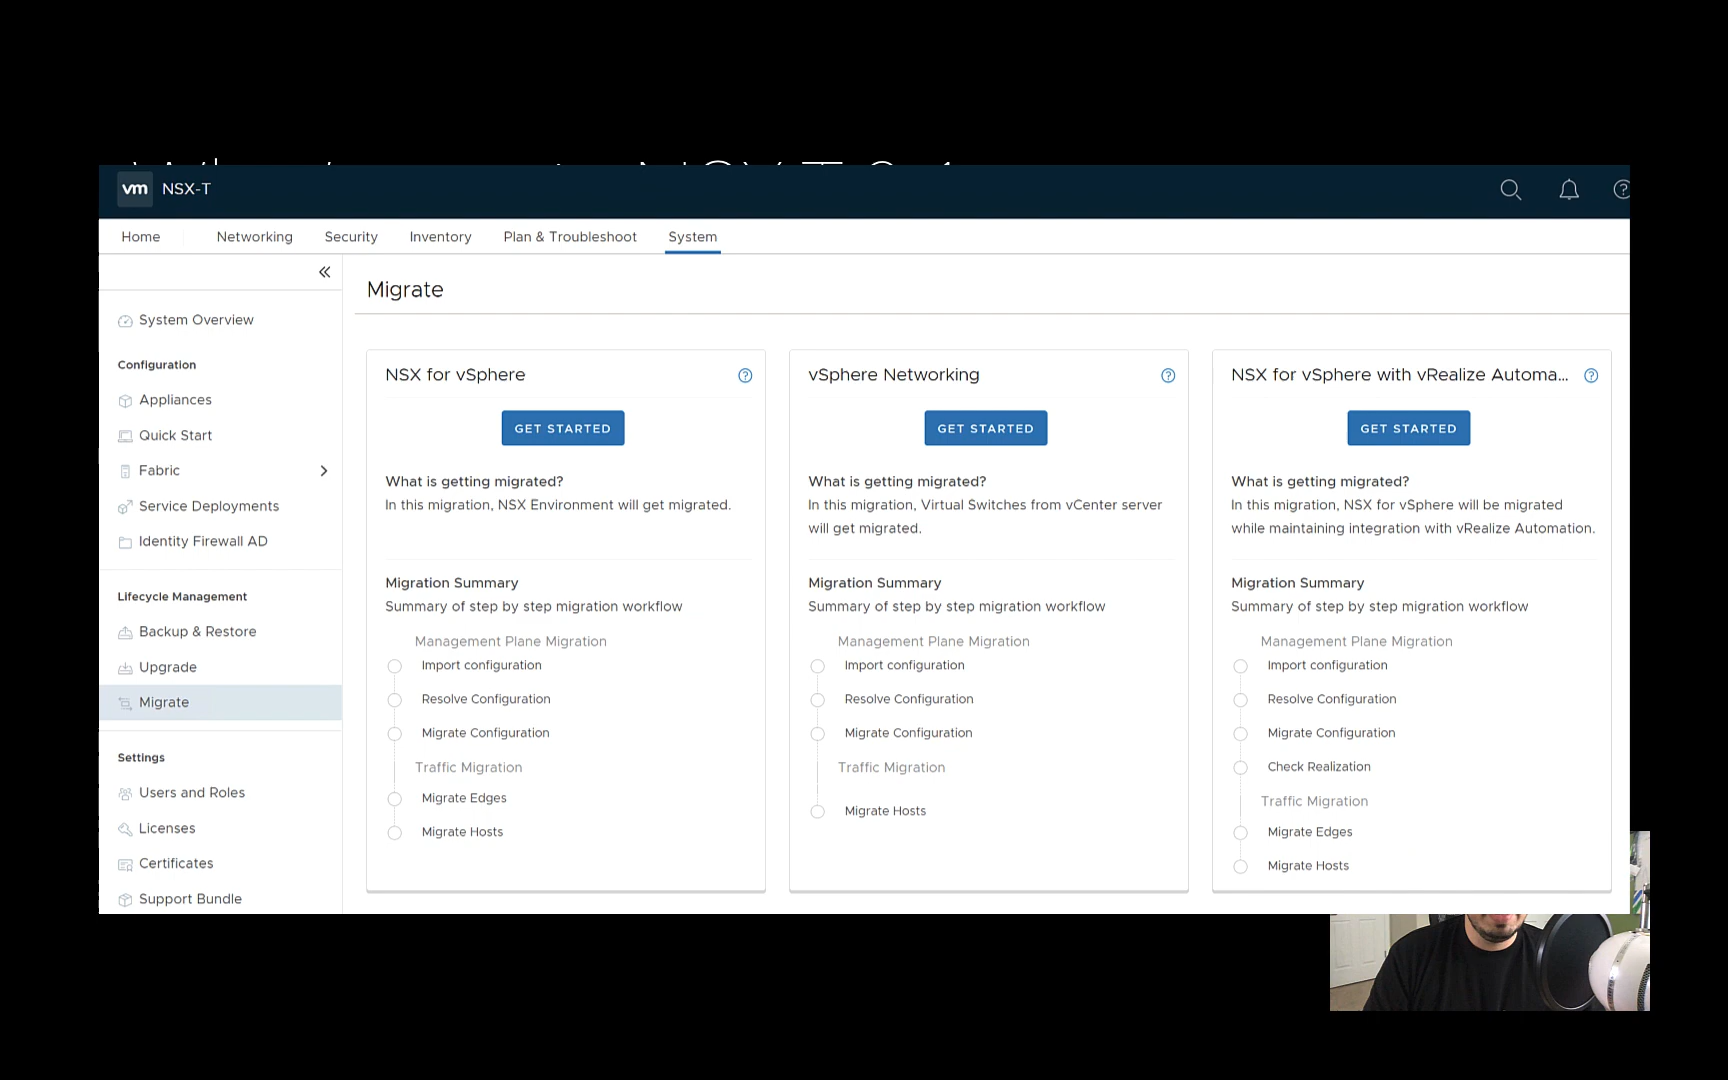 vm NSX-T
Home Networking Security Inventory Plan & Troubleshoot System
Migrate
System Overview
Configuration
Appliances
Quick Start
Fabric
Service Deployments
Identity Firewall AD
Lifecycle Management
Backup & Restore
Upgrade
Migrate
Settings
Users and Roles
Licenses
Certificates
Support Bundle
NSX for vSphere
GET STARTED
What is getting migrated?
In this migration, NSX Environment will get migrated.
Migration Summary
Summary of step by step migration workflow
Management Plane Migration
Import configuration
Resolve Configuration
Migrate Configuration
Traffic Migration
Migrate Edges
Migrate Hosts
vSphere Networking
GET STARTED
What is getting migrated?
In this migration, Virtual Switches from vCenter server
will get migrated.
Migration Summary
Summary of step by step migration workflow
Management Plane Migration
Import configuration
Resolve Configuration
Migrate Configuration
Traffic Migration
Migrate Hosts
NSX for vSphere with vRealize Automa...
GET STARTED
What is getting migrated?
In this migration, NSX for vSphere will be migrated
while maintaining integration with vRealize Automation.
Migration Summary
Summary of step by step migration workflow
Management Plane Migration
Import configuration
Resolve Configuration
Migrate Configuration
Check Realization
Traffic Migration
Migrate Edges
Migrate Hosts